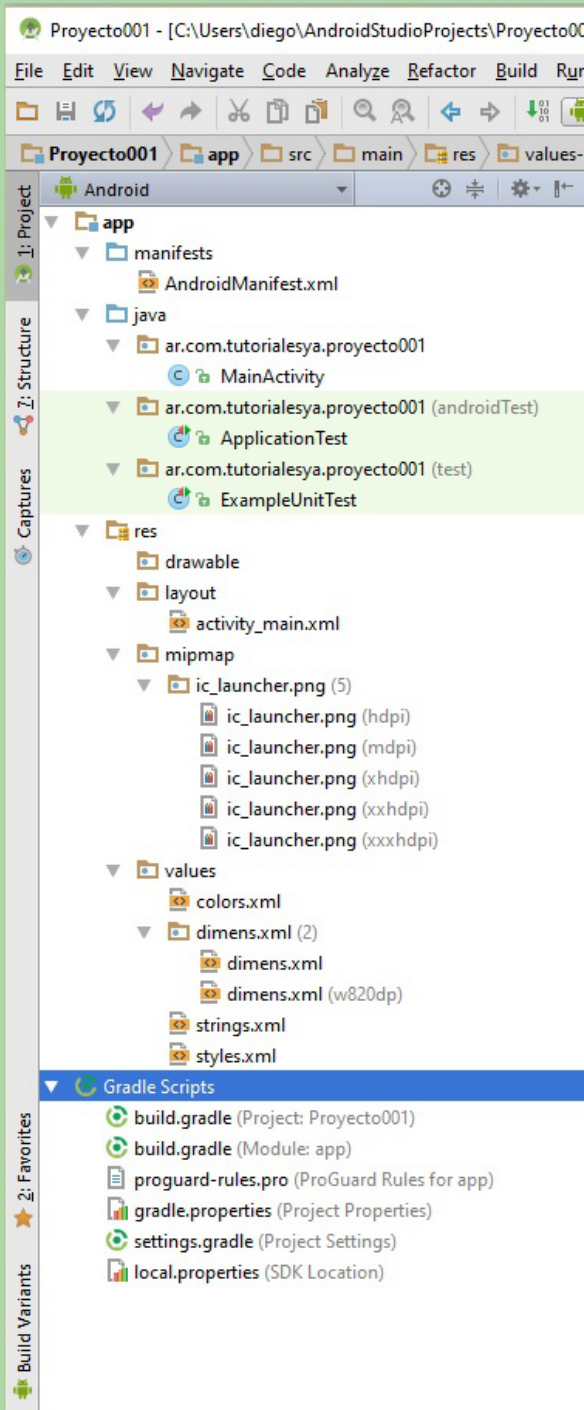 Proyecto001 - [C:\Users\diego\AndroidStudioProjects\Proyecto00
File Edit View Navigate Code Analyze Refactor Build Run
Proyecto001 app src main res values-
1: Project
Android
app
manifests
AndroidManifest.xml
java
ar.com.tutorialesya.proyecto001
MainActivity
ar.com.tutorialesya.proyecto001 (androidTest)
ApplicationTest
ar.com.tutorialesya.proyecto001 (test)
ExampleUnitTest
7: Structure
Captures
res
drawable
layout
activity_main.xml
mipmap
ic_launcher.png (5)
ic_launcher.png (hdpi)
ic_launcher.png (mdpi)
ic_launcher.png (xhdpi)
ic_launcher.png (xxhdpi)
ic_launcher.png (xxxhdpi)
values
colors.xml
dimens.xml (2)
dimens.xml
dimens.xml (w820dp)
strings.xml
styles.xml
Gradle Scripts
build.gradle (Project: Proyecto001)
build.gradle (Module: app)
proguard-rules.pro (ProGuard Rules for app)
gradle.properties (Project Properties)
settings.gradle (Project Settings)
local.properties (SDK Location)
2: Favorites
Build Variants